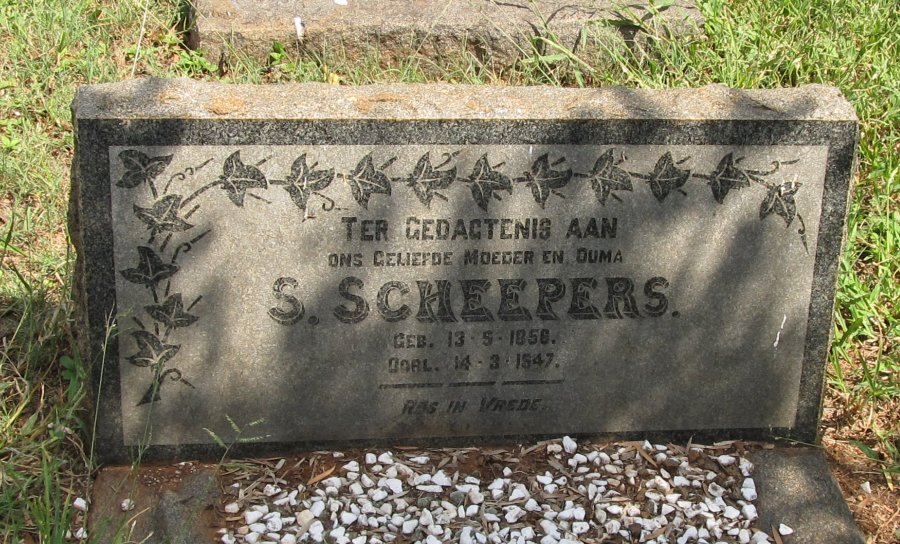 TER GEDAGTENIS AAN
ONS GELIEFDE MOEDER EN OUMA
S. SCHEEPERS.
GEB. 13-5-1856.
OORL. 14-3-1947.
RUS IN VREDE.